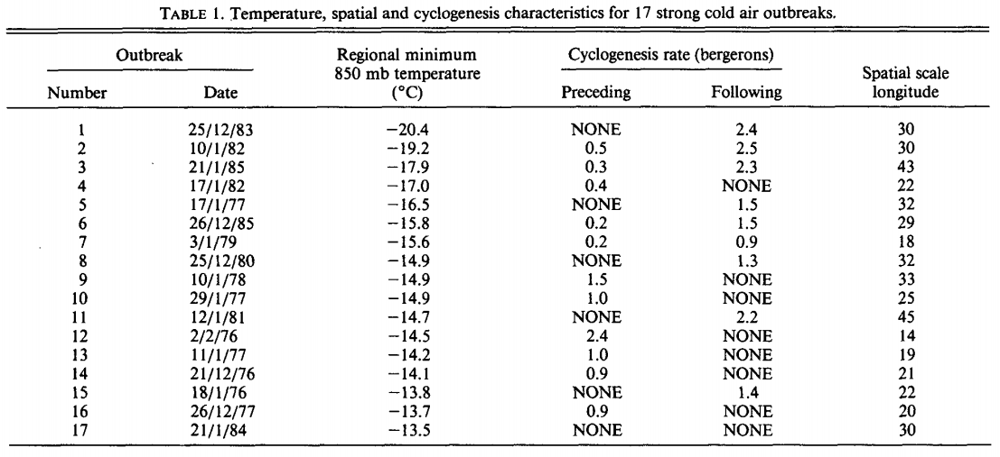 TABLE 1. Temperature, spatial and cyclogenesis characteristics for 17 strong cold air outbreaks.
Outbreak Regional minimum 850 mb temperature (°C) Cyclogenesis rate (bergerons) Spatial scale longitude
Number Date Preceding Following
1 25/12/83 −20.4 NONE 2.4 30
2 10/1/82 −19.2 0.5 2.5 30
3 21/1/85 −17.9 0.3 2.3 43
4 17/1/82 −17.0 0.4 NONE 22
5 17/1/77 −16.5 NONE 1.5 32
6 26/12/85 −15.8 0.2 1.5 29
7 3/1/79 −15.6 0.2 0.9 18
8 25/12/80 −14.9 NONE 1.3 32
9 10/1/78 −14.9 1.5 NONE 33
10 29/1/77 −14.9 1.0 NONE 25
11 12/1/81 −14.7 NONE 2.2 45
12 2/2/76 −14.5 2.4 NONE 14
13 11/1/77 −14.2 1.0 NONE 19
14 21/12/76 −14.1 0.9 NONE 21
15 18/1/76 −13.8 NONE 1.4 22
16 26/12/77 −13.7 0.9 NONE 20
17 21/1/84 −13.5 NONE NONE 30